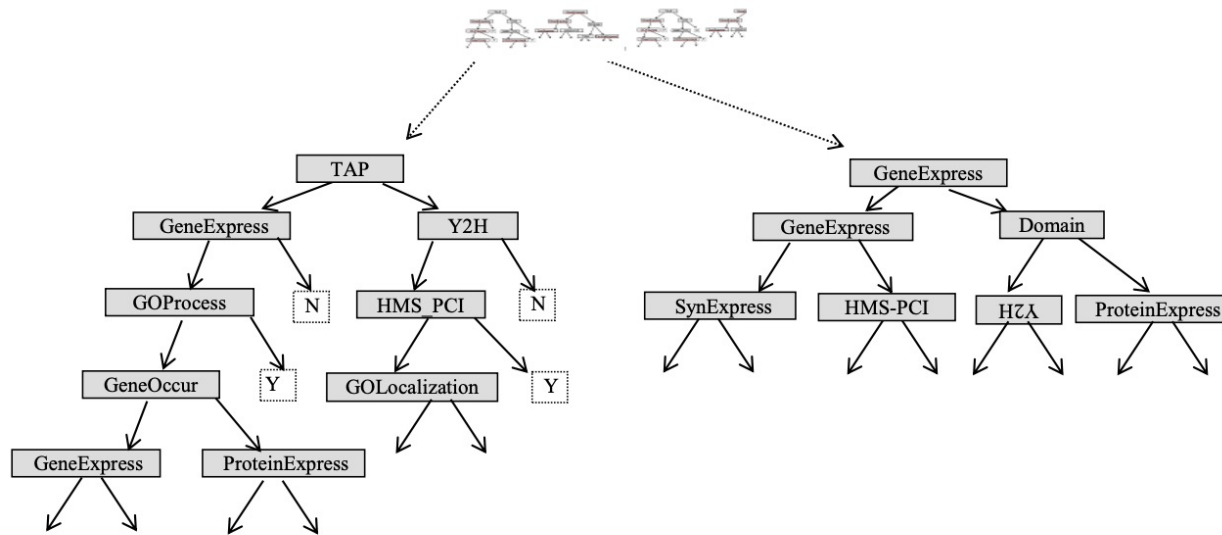 TAP
GeneExpress
GeneExpress
Y2H
GeneExpress
Domain
GOProcess
N
HMS_PCI
N
SynExpress
HMS-PCI
Y2H
ProteinExpress
GeneOccur
Y
GOLocalization
Y
GeneExpress
ProteinExpress